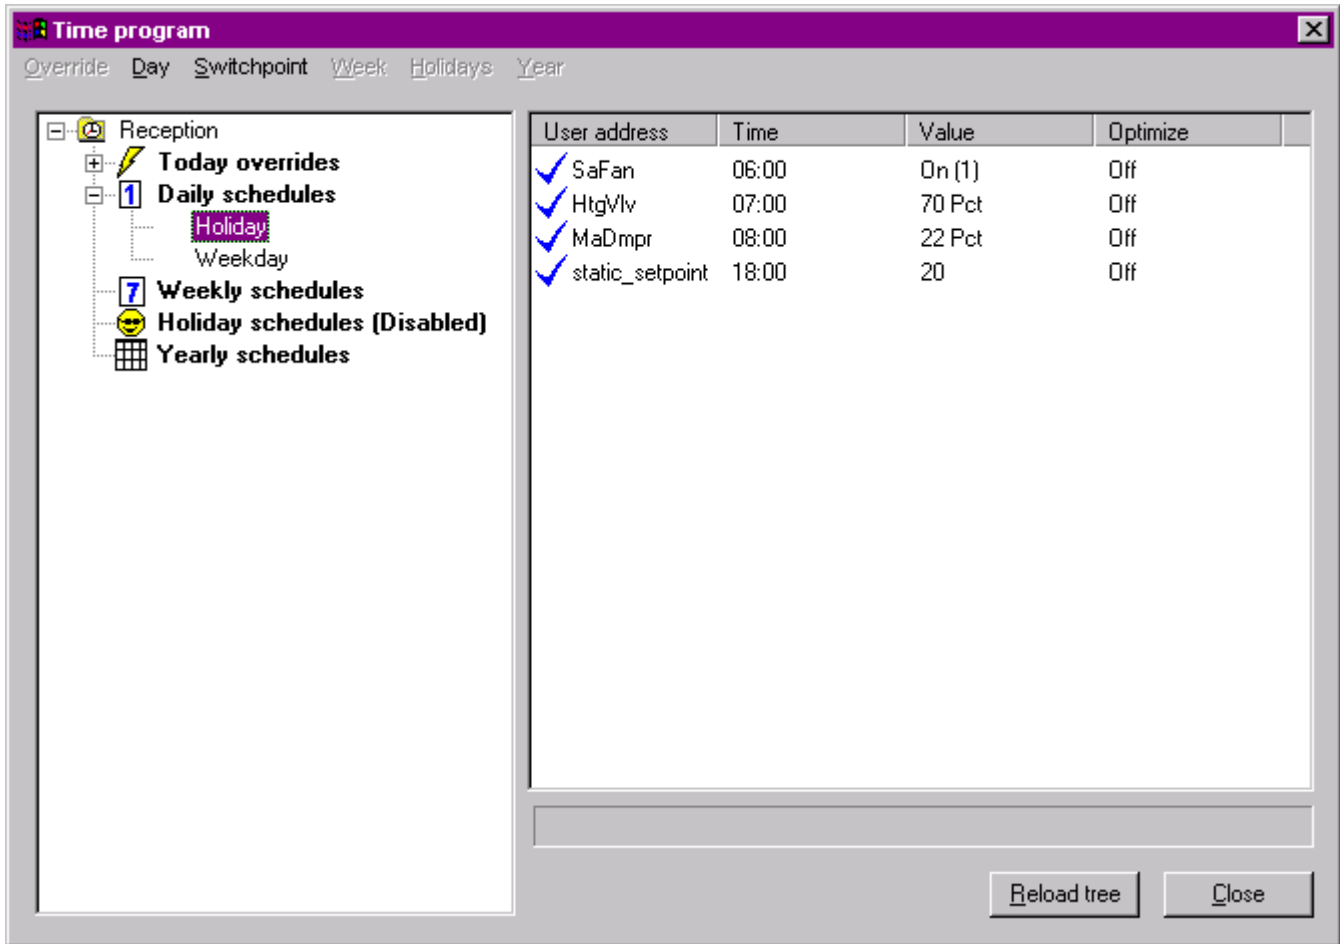 Time program
Override Day Switchpoint Week Holidays Year
Reception
Today overrides
1 Daily schedules
Holiday
Weekday
7 Weekly schedules
Holiday schedules (Disabled)
Yearly schedules
User address Time Value Optimize
SaFan 06:00 On (1) Off
HtgVlv 07:00 70 Pct Off
MaDmpr 08:00 22 Pct Off
static_setpoint 18:00 20 Off
Reload tree Close